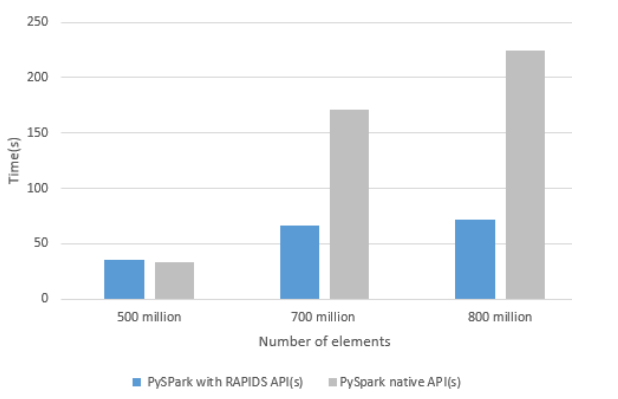 250
200
150
100
50
0
Time(s)
500 million
700 million
800 million
Number of elements
PySPark with RAPIDS API(s)
PySpark native API(s)